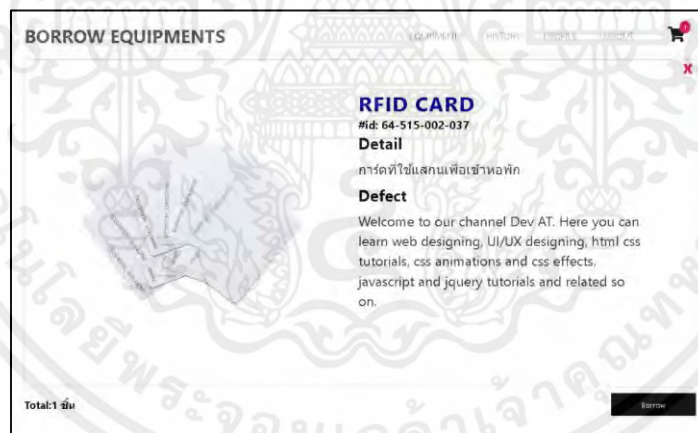 BORROW EQUIPMENTS
EQUIPMENT HISTORY PROFILE
X
RFID CARD
#id: 64-515-002-037
Detail
การ์ดที่ใช้แสกนเพื่อเข้าหอพัก
Defect
Welcome to our channel Dev AT. Here you can
learn web designing, UI/UX designing, html css
tutorials, css animations and css effects,
javascript and jquery tutorials and related so
on.
Total:1 ชิ้น
Borrow